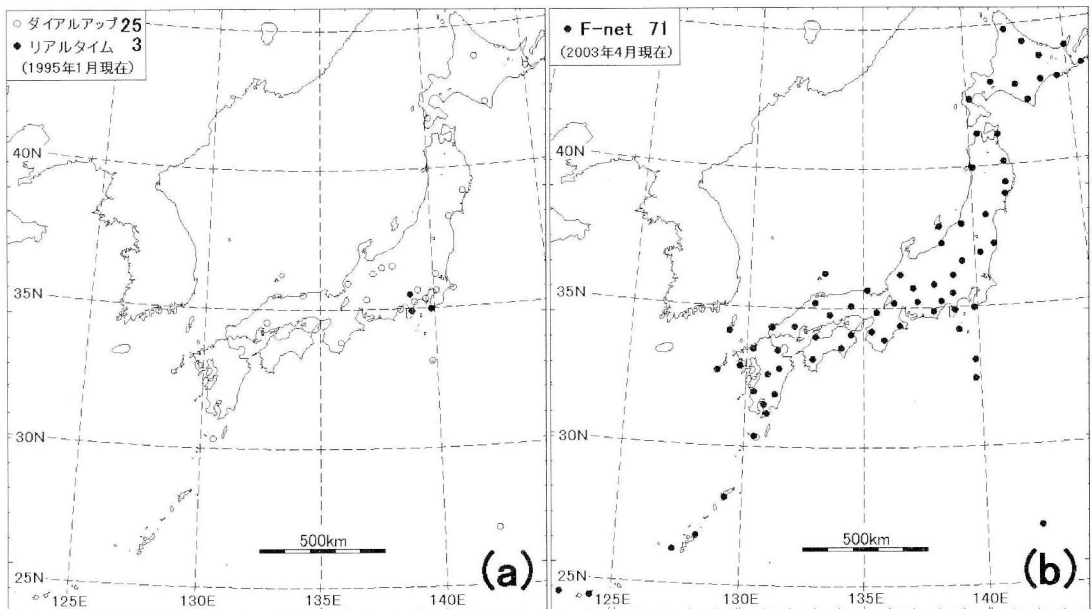 ○ ダイアルアップ 25
● リアルタイム 3
(1995年1月現在)
40N
35N
30N
25N
500km
(a)
125E
130E
135E
140E
● F-net 71
(2003年4月現在)
40N
35N
30N
25N
500km
(b)
125E
130E
135E
140E